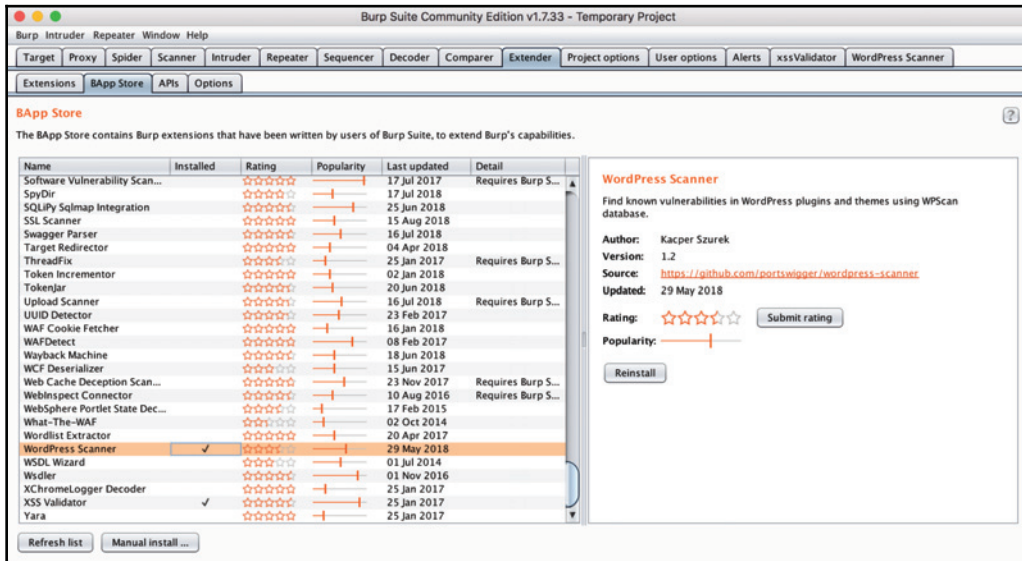 Burp Suite Community Edition v1.7.33 - Temporary Project
Burp Intruder Repeater Window Help
Target Proxy Spider Scanner Intruder Repeater Sequencer Decoder Comparer Extender Project options User options Alerts xssValidator WordPress Scanner
Extensions BApp Store APIs Options
BApp Store
?
The BApp Store contains Burp extensions that have been written by users of Burp Suite, to extend Burp's capabilities.
Name Installed Rating Popularity Last updated Detail
Software Vulnerability Scan... 17 Jul 2017 Requires Burp S...
SpyDir 17 Jul 2018
SQLiPy Sqlmap Integration 25 Jun 2018
SSL Scanner 15 Aug 2018
Swagger Parser 16 Jul 2018
Target Redirector 04 Apr 2018
ThreadFix 25 Jan 2017 Requires Burp S...
Token Incrementor 02 Jan 2018
TokenJar 20 Jun 2018
Upload Scanner 16 Jul 2018 Requires Burp S...
UUID Detector 23 Feb 2017
WAF Cookie Fetcher 16 Jan 2018
WAFDetect 08 Feb 2017
Wayback Machine 18 Jun 2018
WCF Deserializer 15 Jun 2017
Web Cache Deception Scan... 23 Nov 2017 Requires Burp S...
WebInspect Connector 10 Aug 2016 Requires Burp S...
WebSphere Portlet State Dec... 17 Feb 2015
What-The-WAF 02 Oct 2014
Wordlist Extractor 20 Apr 2017
WordPress Scanner ✓ 29 May 2018
WSDL Wizard 01 Jul 2014
Wsdler 01 Nov 2016
XChromeLogger Decoder 25 Jan 2017
XSS Validator ✓ 25 Jan 2017
Yara 25 Jan 2017
Refresh list Manual install ...
WordPress Scanner
Find known vulnerabilities in WordPress plugins and themes using WPScan
database.
Author: Kacper Szurek
Version: 1.2
Source: https://github.com/portswigger/wordpress-scanner
Updated: 29 May 2018
Rating: Submit rating
Popularity:
Reinstall